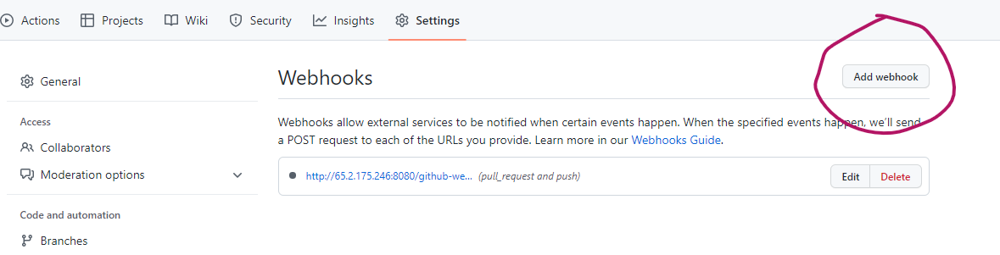 Actions Projects Wiki Security Insights Settings
General
Access
Collaborators
Moderation options
Code and automation
Branches
Webhooks
Add webhook
Webhooks allow external services to be notified when certain events happen. When the specified events happen, we'll send
a POST request to each of the URLs you provide. Learn more in our Webhooks Guide.
http://65.2.175.246:8080/github-we... (pull_request and push) Edit Delete